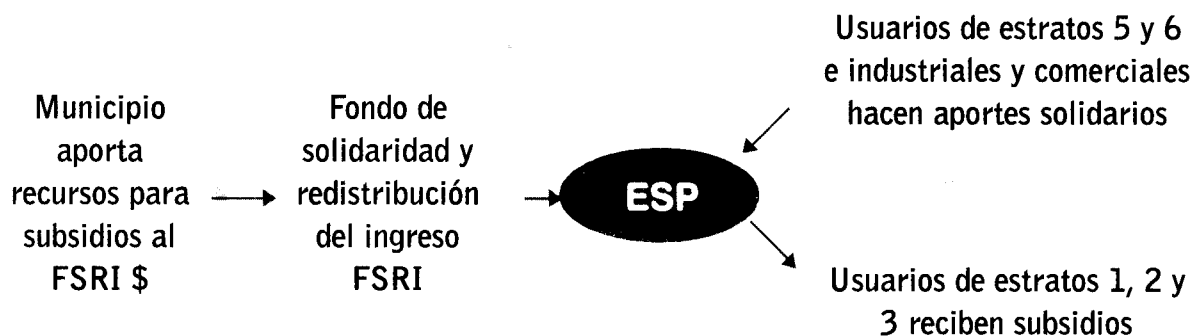 Municipio
aporta
recursos para
subsidios al
FSRI $
Fondo de
solidaridad y
redistribución
del ingreso
FSRI
ESP
Usuarios de estratos 5 y 6
e industriales y comerciales
hacen aportes solidarios
Usuarios de estratos 1, 2 y
3 reciben subsidios